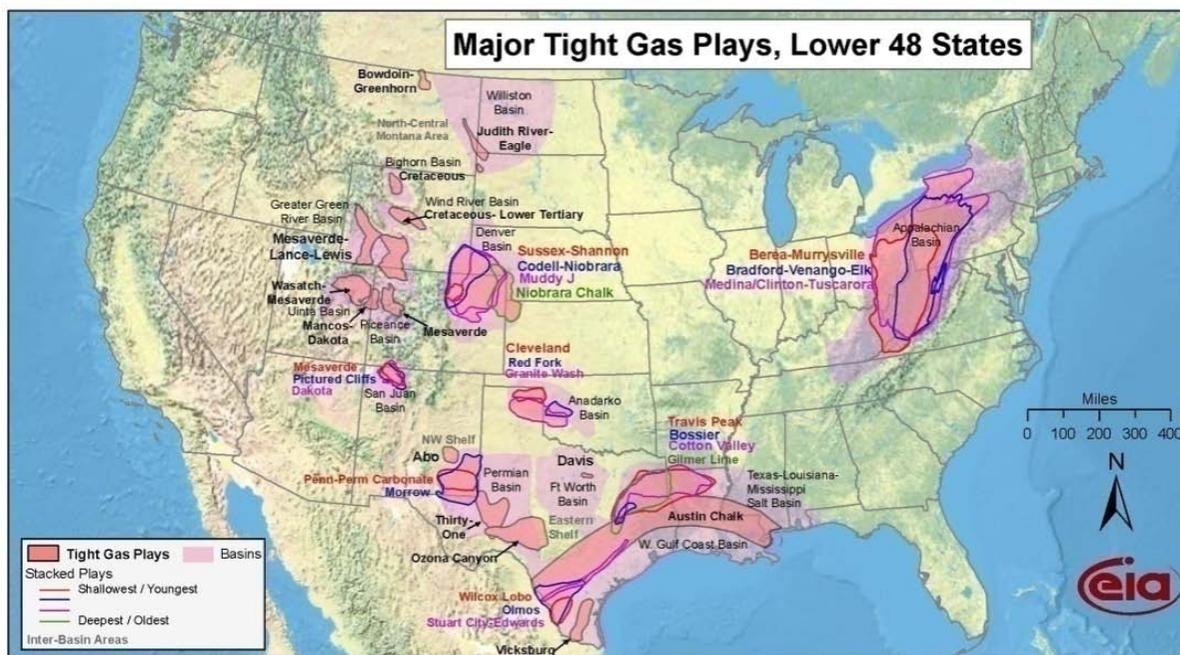 Major Tight Gas Plays, Lower 48 States
Bowdoin-
Greenhorn
Williston
Basin
North-Central
Montana Area
Judith River-
Eagle
Bighorn Basin
Cretaceous
Wind River Basin
Cretaceous- Lower Tertiary
Greater Green
River Basin
Mesaverde-
Lance-Lewis
Denver
Basin
Sussex-Shannon
Codell-Niobrara
Muddy J
Niobrara Chalk
Appalachian
Basin
Berea-Murrysville
Bradford-Venango-Elk
Medina/Clinton-Tuscarora
Wasatch-
Mesaverde
Uinta Basin
Mancos-
Dakota
Piceance
Basin
Mesaverde
Mesaverde
Pictured Cliffs
Dakota
San Juan
Basin
Cleveland
Red Fork
Granite Wash
Anadarko
Basin
Miles
0 100 200 300 400
N
NW Shelf
Abo
Penn-Perm Carbonate
Morrow
Permian
Basin
Davis
Ft Worth
Basin
Travis Peak
Bossier
Cotton Valley
Gilmer Lime
Texas-Louisiana-
Mississippi
Salt Basin
Thirty-
One
Ozona Canyon
Eastern
Shelf
Austin Chalk
W. Gulf Coast Basin
Wilcox Lobo
Olmos
Stuart City-Edwards
Vicksburg
Tight Gas Plays
Basins
Stacked Plays
Shallowest / Youngest
Deepest / Oldest
Inter-Basin Areas
eia